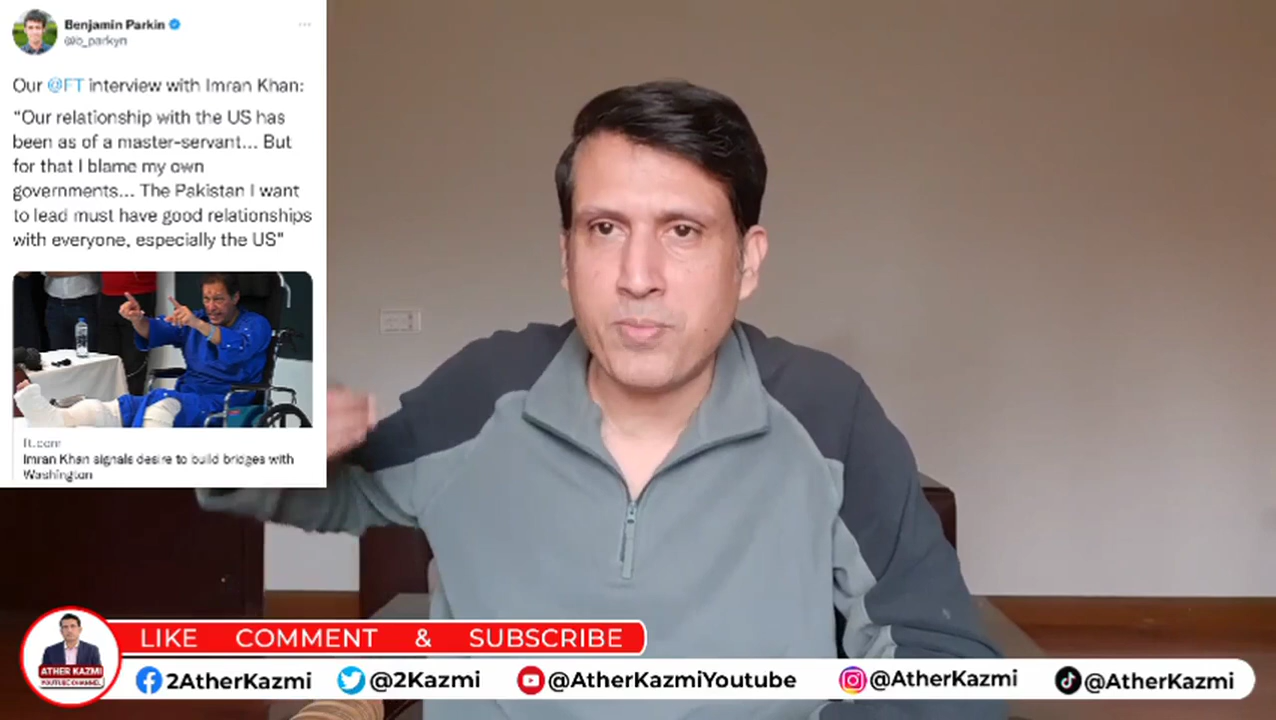 Benjamin Parkin
@b_parkyn
Our @FT interview with Imran Khan:
"Our relationship with the US has
been as of a master-servant... But
for that I blame my own
governments... The Pakistan I want
to lead must have good relationships
with everyone, especially the US"
ft.com
Imran Khan signals desire to build bridges with
Washington
LIKE COMMENT & SUBSCRIBE
ATHER KAZMI
YOUTUBE CHANNEL
2AtherKazmi @2Kazmi @AtherKazmiYoutube @AtherKazmi @AtherKazmi